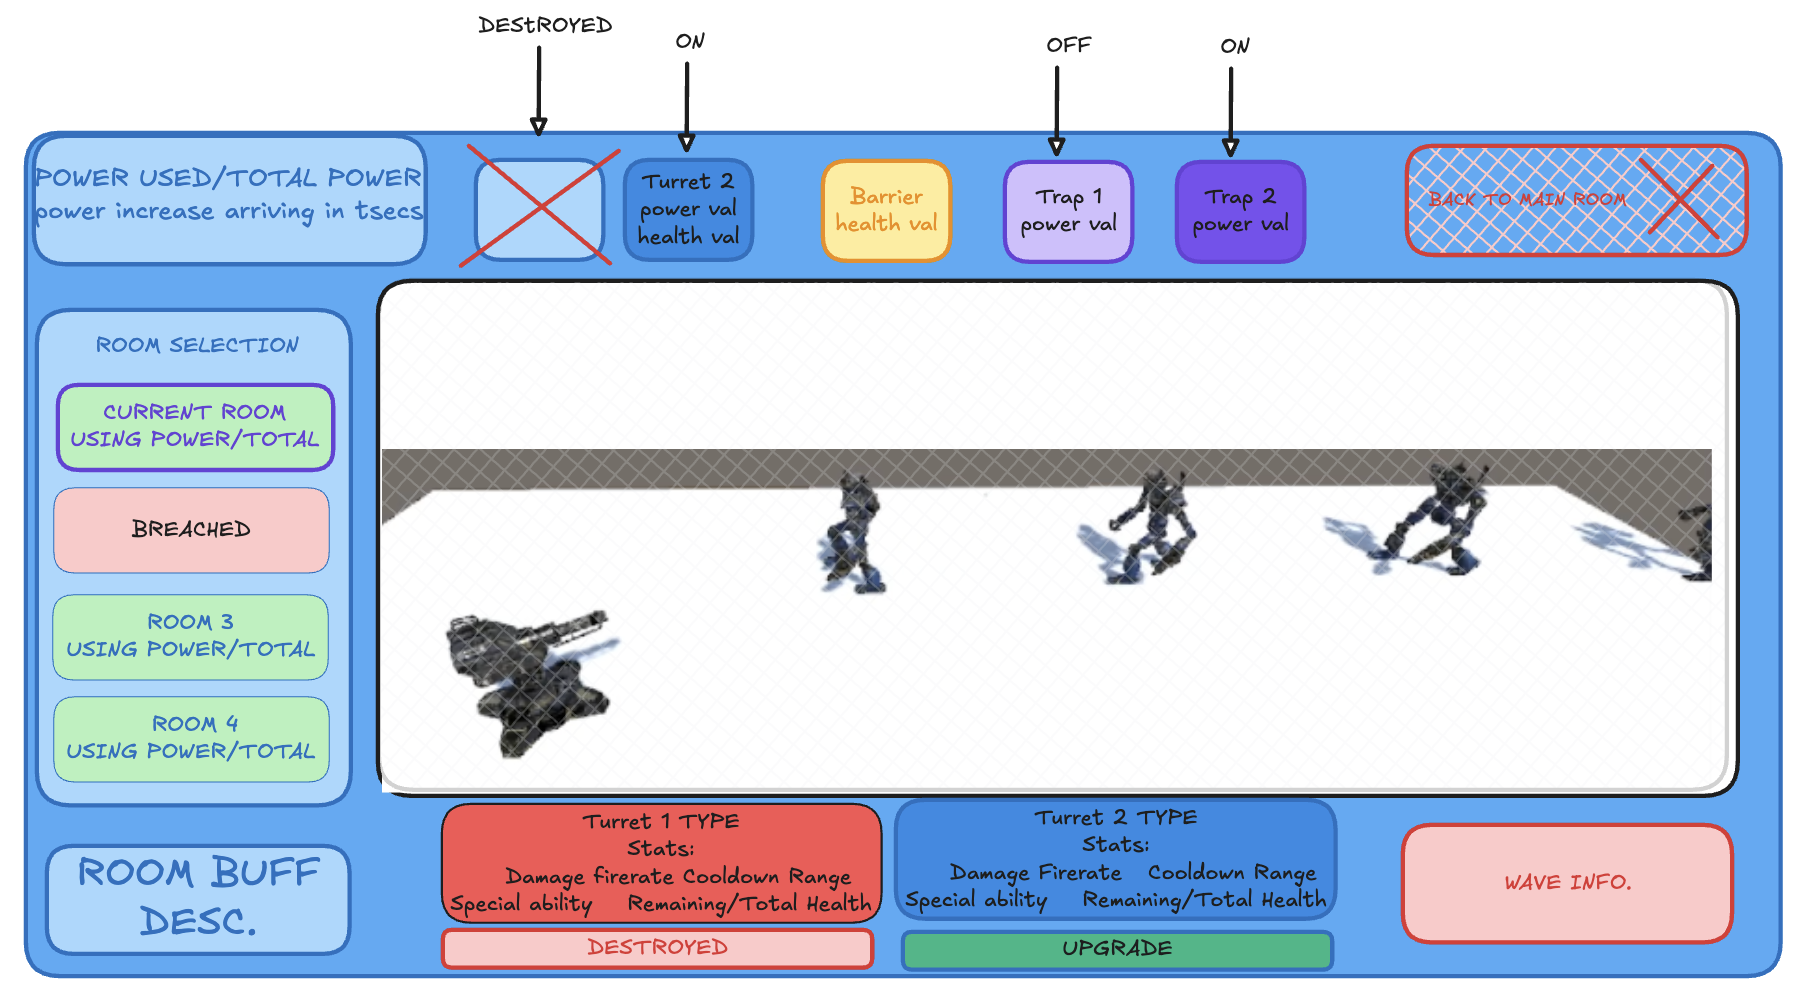 DEStROYED
ON
OFF
ON
POWER USED/TOTAL POWER
power increase arriving in tsecs
Turret 2
power val
health val
Barrier
health val
Trap 1
power val
Trap 2
power val
BACK TO MAIN ROOM
ROOM SELECTION
CURRENT ROOM
USING POWER/TOTAL
BREACHED
ROOM 3
USING POWER/TOTAL
ROOM 4
USING POWER/TOTAL
ROOM BUFF
DESC.
Turret 1 TYPE
Stats:
Damage firerate Cooldown Range
Special ability Remaining/Total Health
DESTROYED
Turret 2 TYPE
Stats:
Damage Firerate Cooldown Range
Special ability Remaining/Total Health
UPGRADE
WAVE INFO.